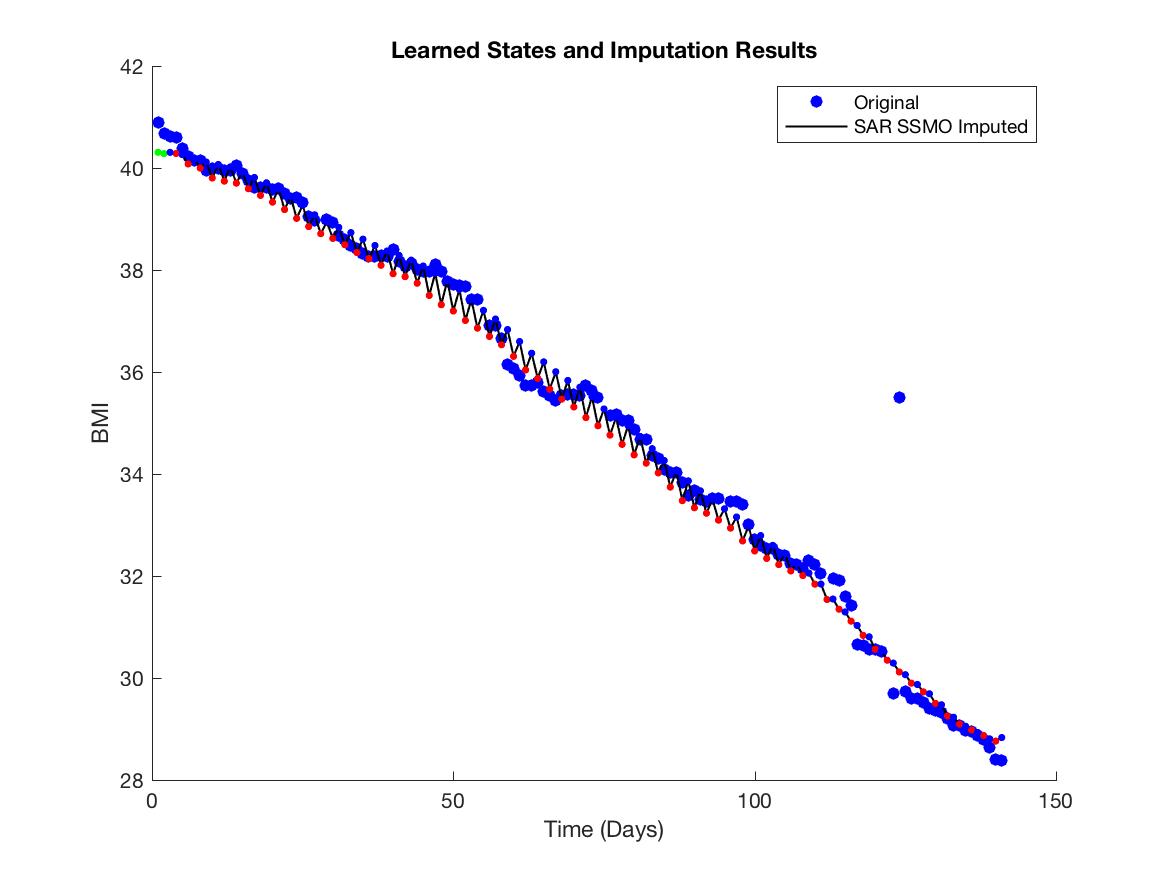 Learned States and Imputation Results
42
40
38
36
34
32
30
28
BMI
Original
SAR SSMO Imputed
0
50
100
150
Time (Days)